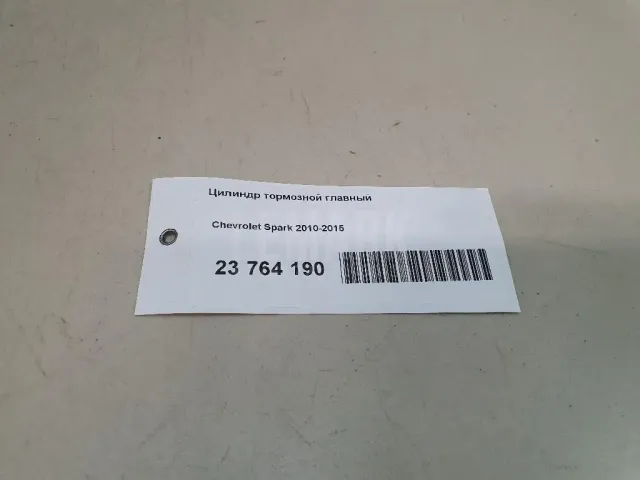 Цилиндр тормозной главный
Chevrolet Spark 2010-2015
23 764 190